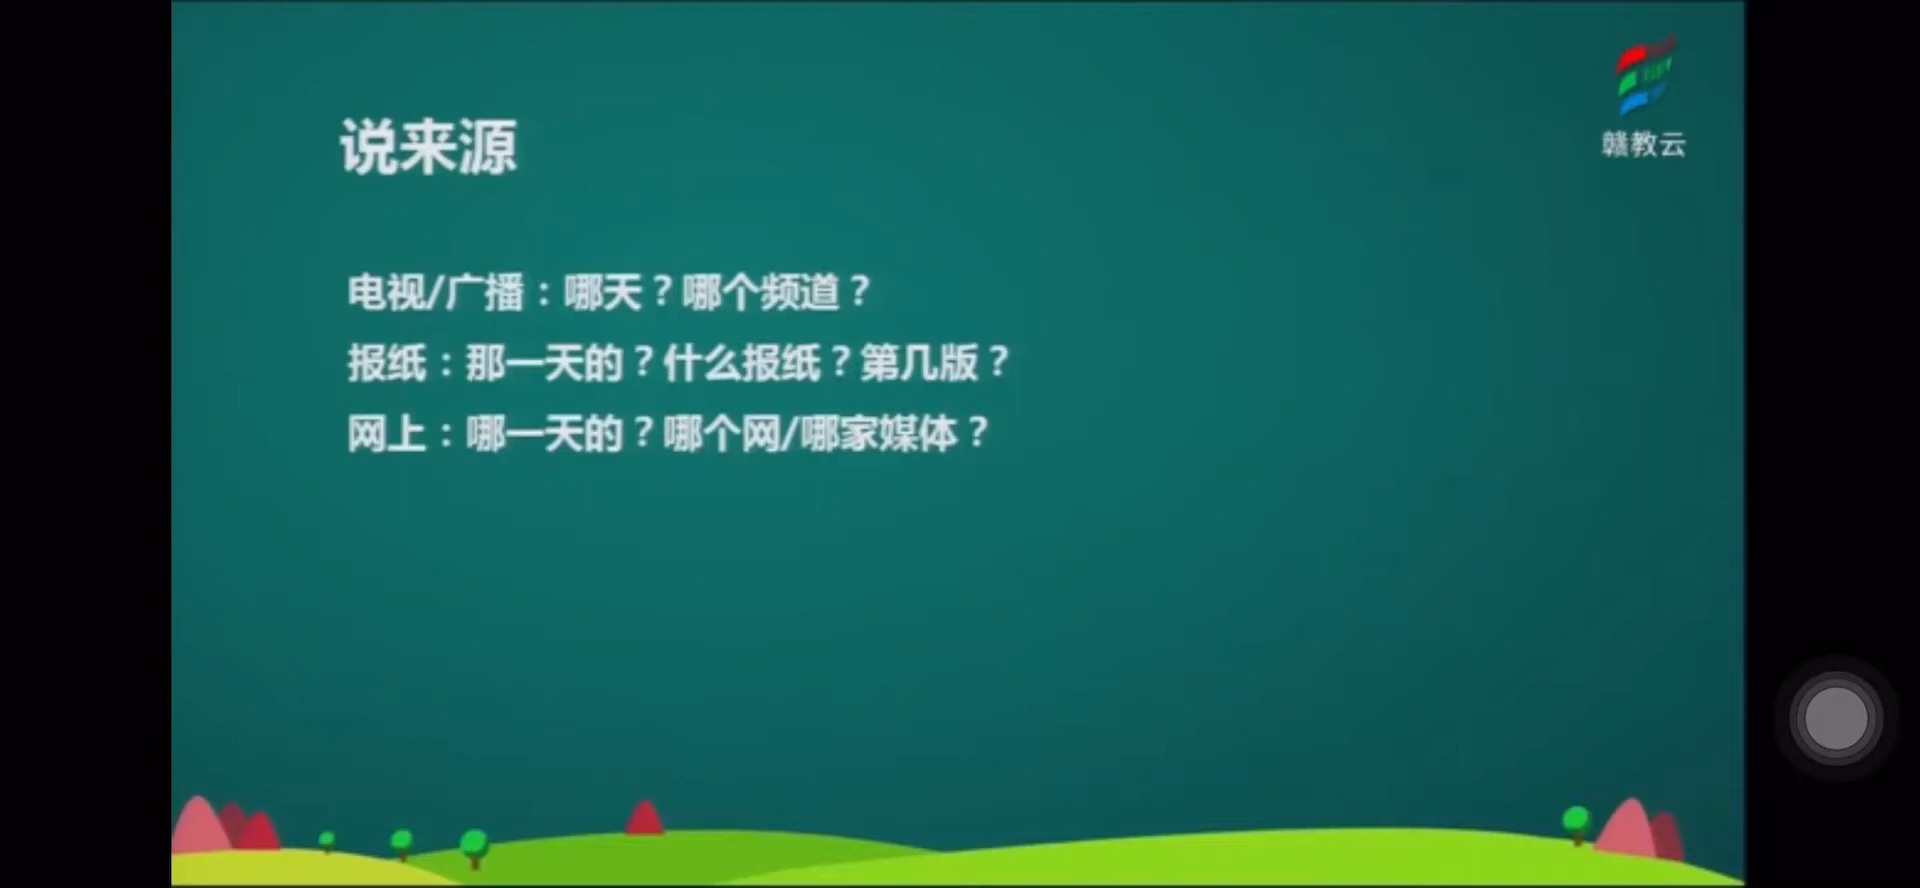 赣教云
说来源
电视/广播：哪天？哪个频道？
报纸：那一天的？什么报纸？第几版？
网上：哪一天的？哪个网/哪家媒体？